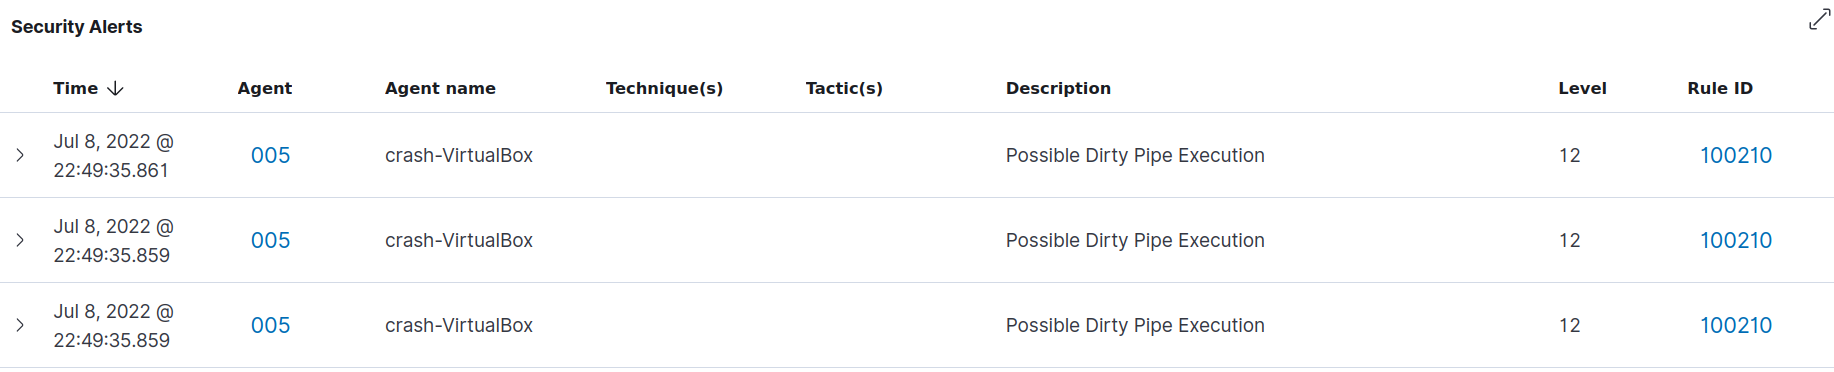 Security Alerts
Time Agent Agent name Technique(s) Tactic(s) Description Level Rule ID
Jul 8, 2022 @
22:49:35.861 005 crash-VirtualBox Possible Dirty Pipe Execution 12 100210
Jul 8, 2022 @
22:49:35.859 005 crash-VirtualBox Possible Dirty Pipe Execution 12 100210
Jul 8, 2022 @
22:49:35.859 005 crash-VirtualBox Possible Dirty Pipe Execution 12 100210